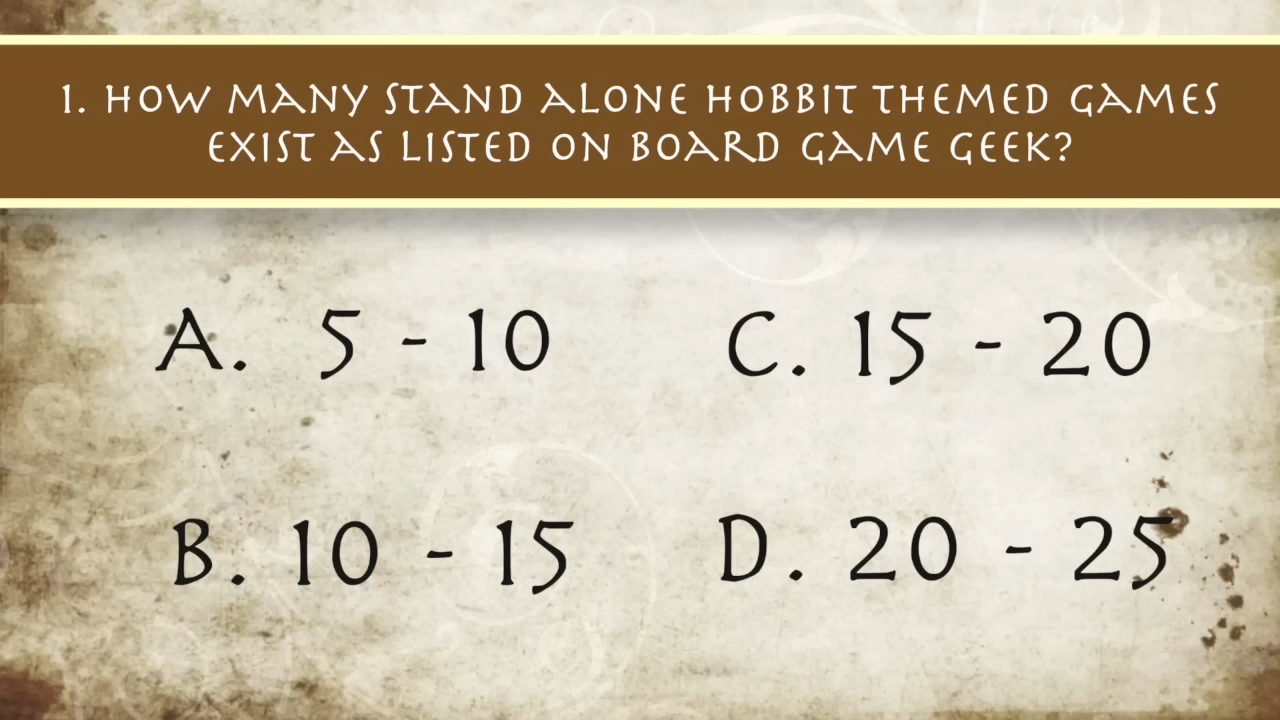 1. HOW MANY STAND ALONE HOBBIT THEMED GAMES
EXIST AS LISTED ON BOARD GAME GEEK?
A. 5 - 10
C. 15 - 20
B. 10 - 15
D. 20 - 25